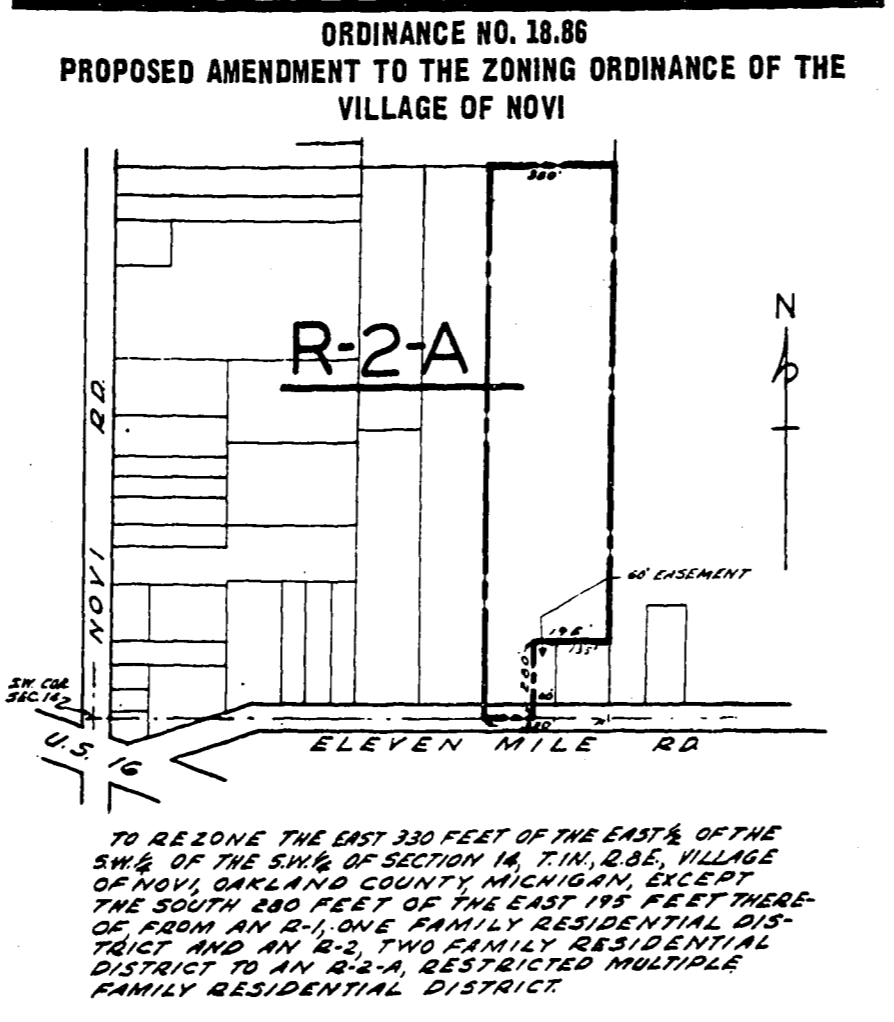 ORDINANCE NO. 18.86
PROPOSED AMENDMENT TO THE ZONING ORDINANCE OF THE
VILLAGE OF NOVI
R-2-A
N
NOVI RD.
60' EASEMENT
195'
135'
280'
60'
S.W. COR
SEC. 14
U.S. 16
ELEVEN MILE RD.
TO REZONE THE EAST 330 FEET OF THE EAST ½ OF THE
S.W.¼ OF THE S.W.¼ OF SECTION 14, T.1N., R.8E., VILLAGE
OF NOVI, OAKLAND COUNTY, MICHIGAN, EXCEPT
THE SOUTH 280 FEET OF THE EAST 195 FEET THERE-
OF, FROM AN R-1, ONE FAMILY RESIDENTIAL DIS-
TRICT AND AN R-2, TWO FAMILY RESIDENTIAL
DISTRICT TO AN R-2-A, RESTRICTED MULTIPLE
FAMILY RESIDENTIAL DISTRICT.